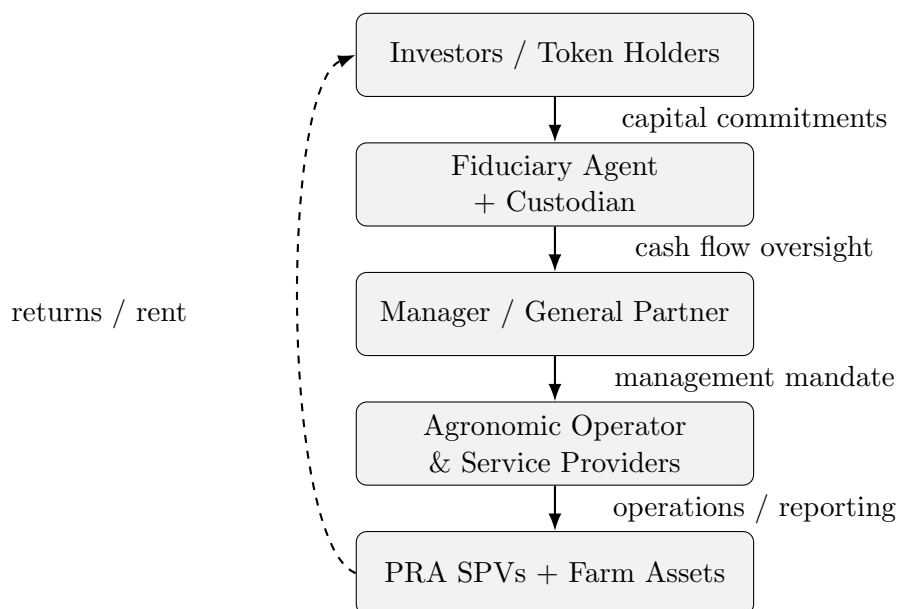 Investors / Token Holders
capital commitments
Fiduciary Agent
+ Custodian
cash flow oversight
returns / rent
Manager / General Partner
management mandate
Agronomic Operator
& Service Providers
operations / reporting
PRA SPVs + Farm Assets